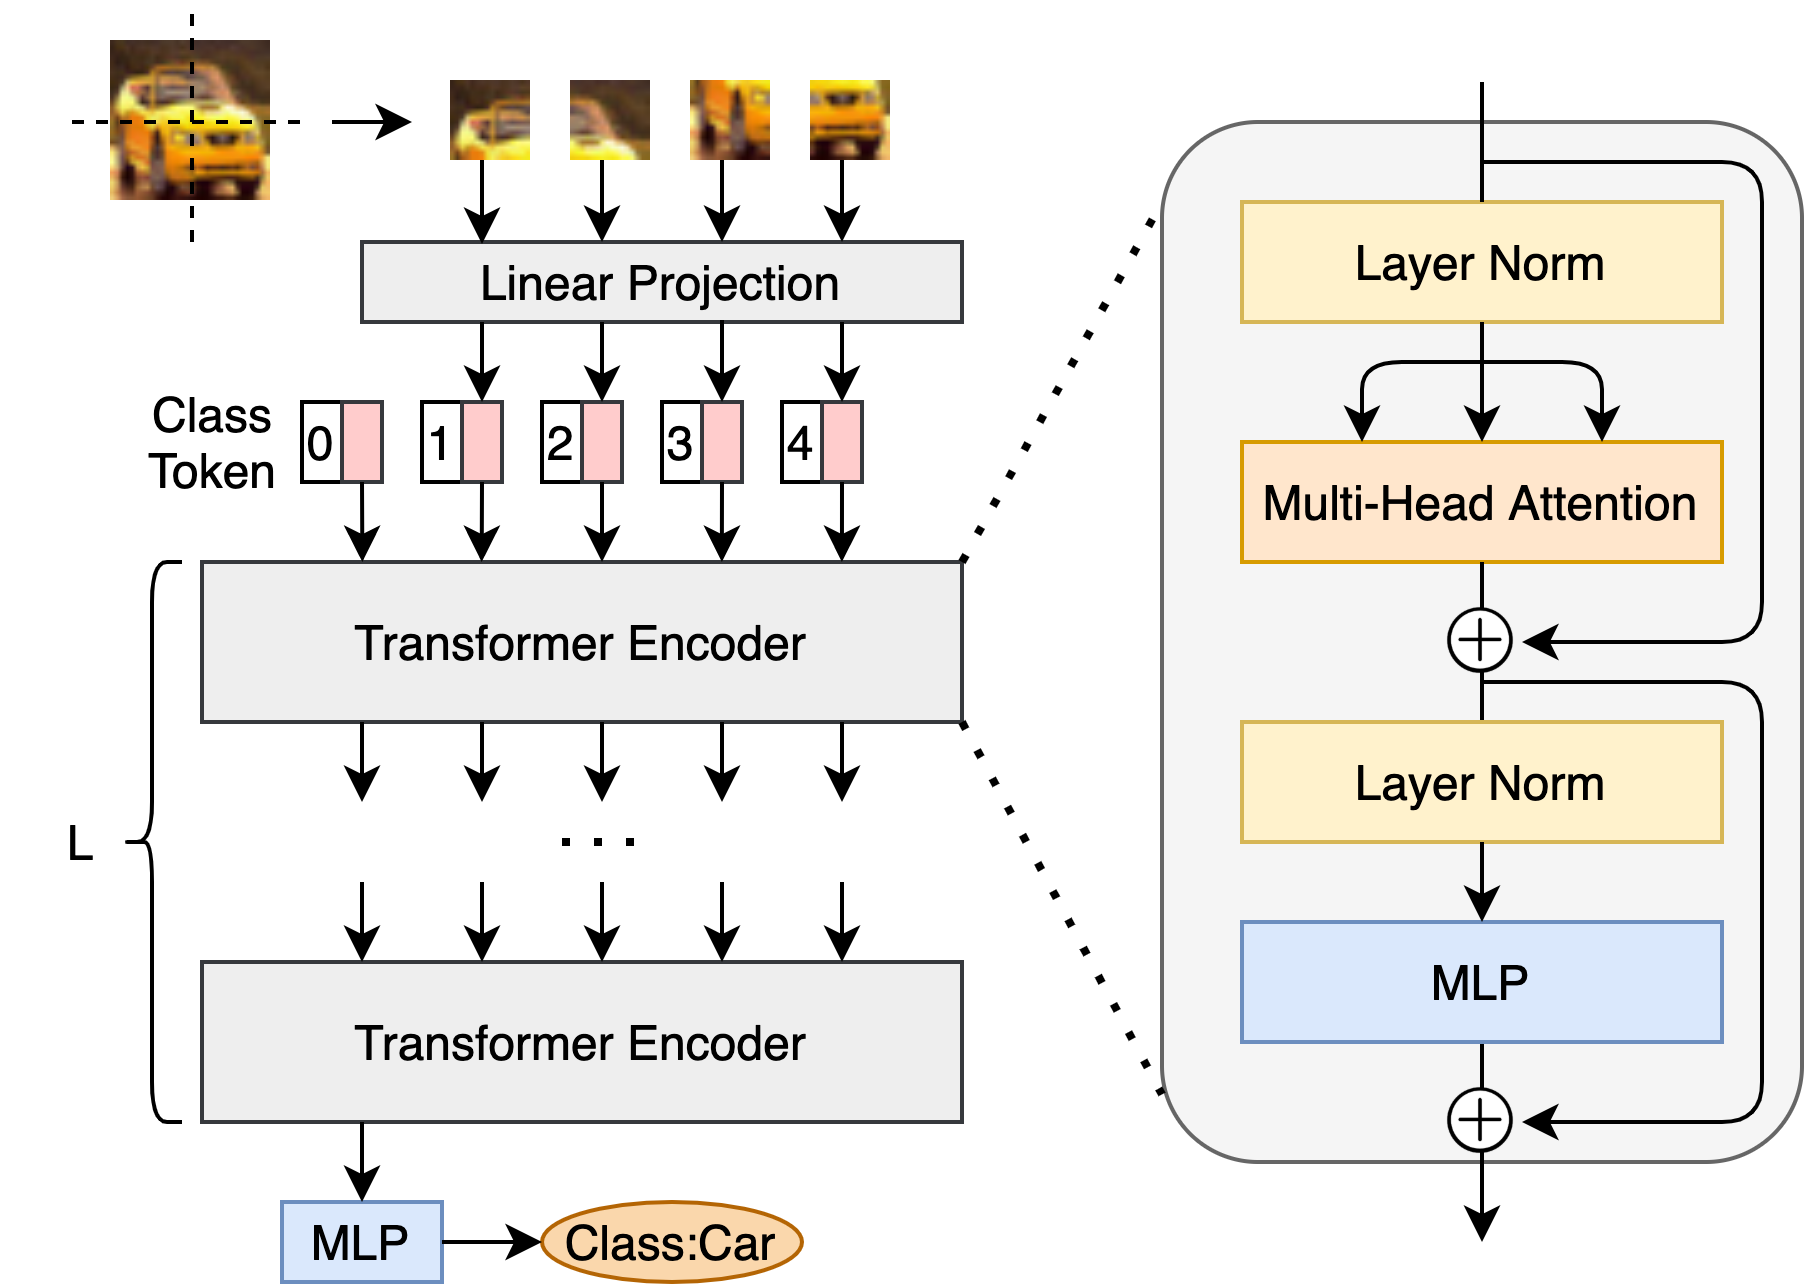 Linear Projection
Class
Token
0 1 2 3 4
Transformer Encoder
L
. . .
Transformer Encoder
MLP
Class:Car
Layer Norm
Multi-Head Attention
Layer Norm
MLP